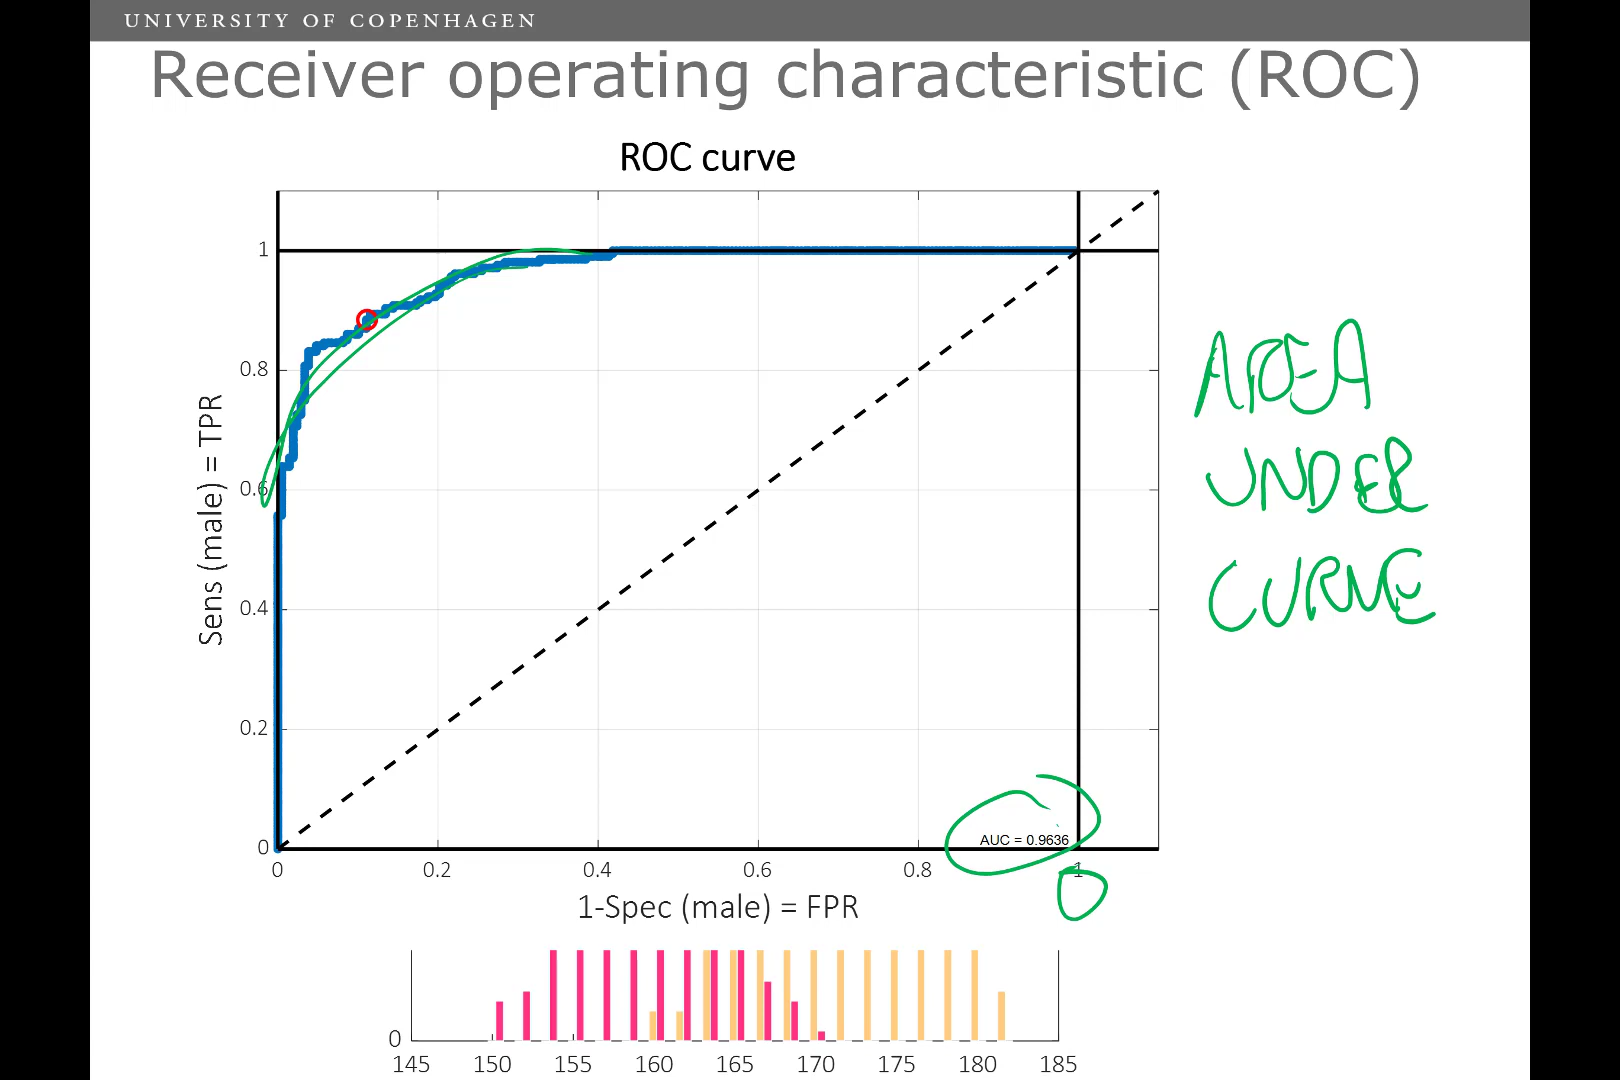 UNIVERSITY OF COPENHAGEN
Receiver operating characteristic (ROC)
ROC curve
1
0.8
0.6
0.4
0.2
0
Sens (male) = TPR
0 0.2 0.4 0.6 0.8 1
1-Spec (male) = FPR
AUC = 0.9636
AREA
UNDER
CURVE
0
145 150 155 160 165 170 175 180 185